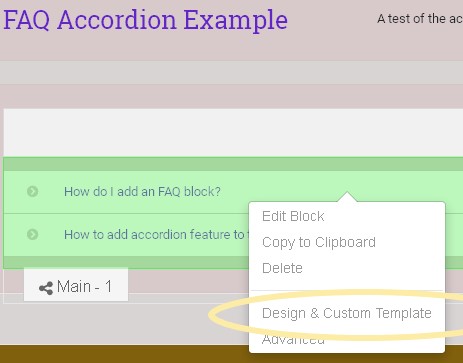 FAQ Accordion Example
A test of the ac
How do I add an FAQ block?
How to add accordion feature to
Edit Block
Copy to Clipboard
Delete
Design & Custom Template
Advanced
Main - 1